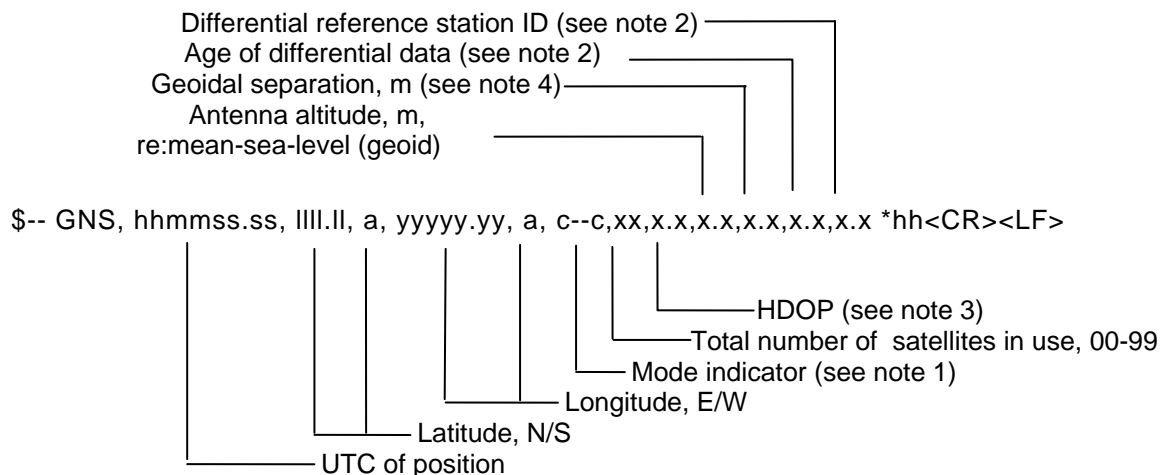 Differential reference station ID (see note 2)
Age of differential data (see note 2)
Geoidal separation, m (see note 4)
Antenna altitude, m,
re:mean-sea-level (geoid)
$-- GNS, hhmmss.ss, llll.ll, a, yyyyy.yy, a, c--c,xx,x.x,x.x,x.x,x.x,x.x *hh<CR><LF>
HDOP (see note 3)
Total number of satellites in use, 00-99
Mode indicator (see note 1)
Longitude, E/W
Latitude, N/S
UTC of position